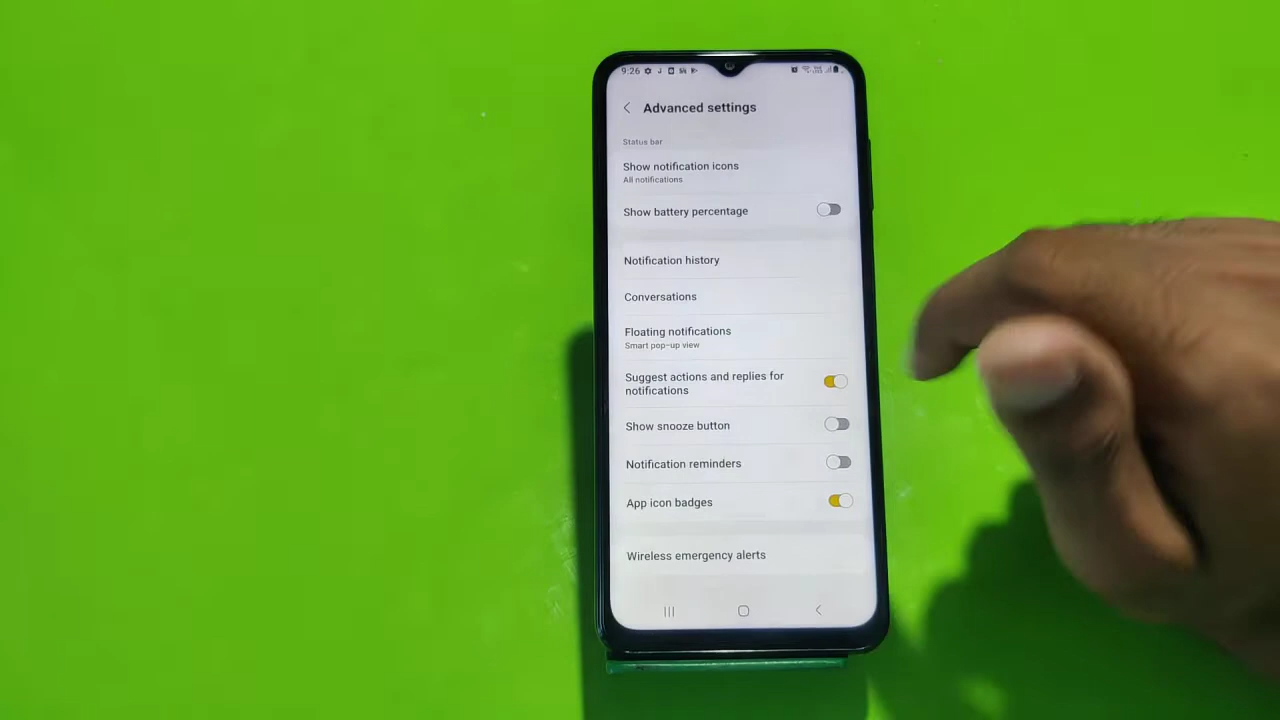 9:26
Advanced settings
Status bar
Show notification icons
All notifications
Show battery percentage
Notification history
Conversations
Floating notifications
Smart pop-up view
Suggest actions and replies for
notifications
Show snooze button
Notification reminders
App icon badges
Wireless emergency alerts